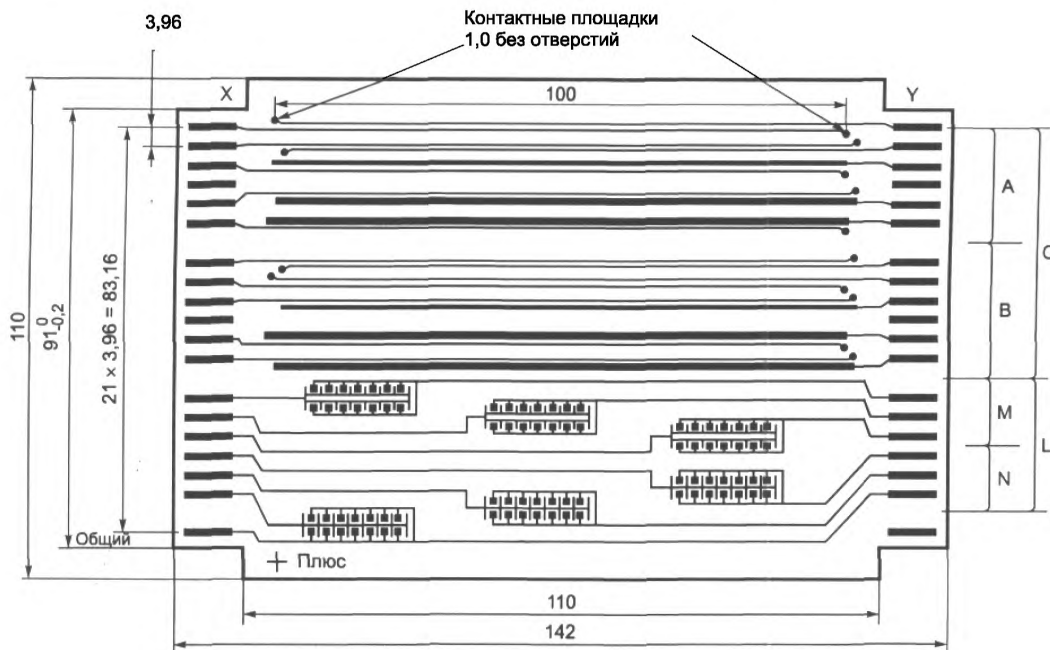 3,96
Контактные площадки
1,0 без отверстий
X
100
Y
A
B
M
N
110
91 0 -0,2
21 x 3,96 = 83,16
Общий
Плюс
110
142